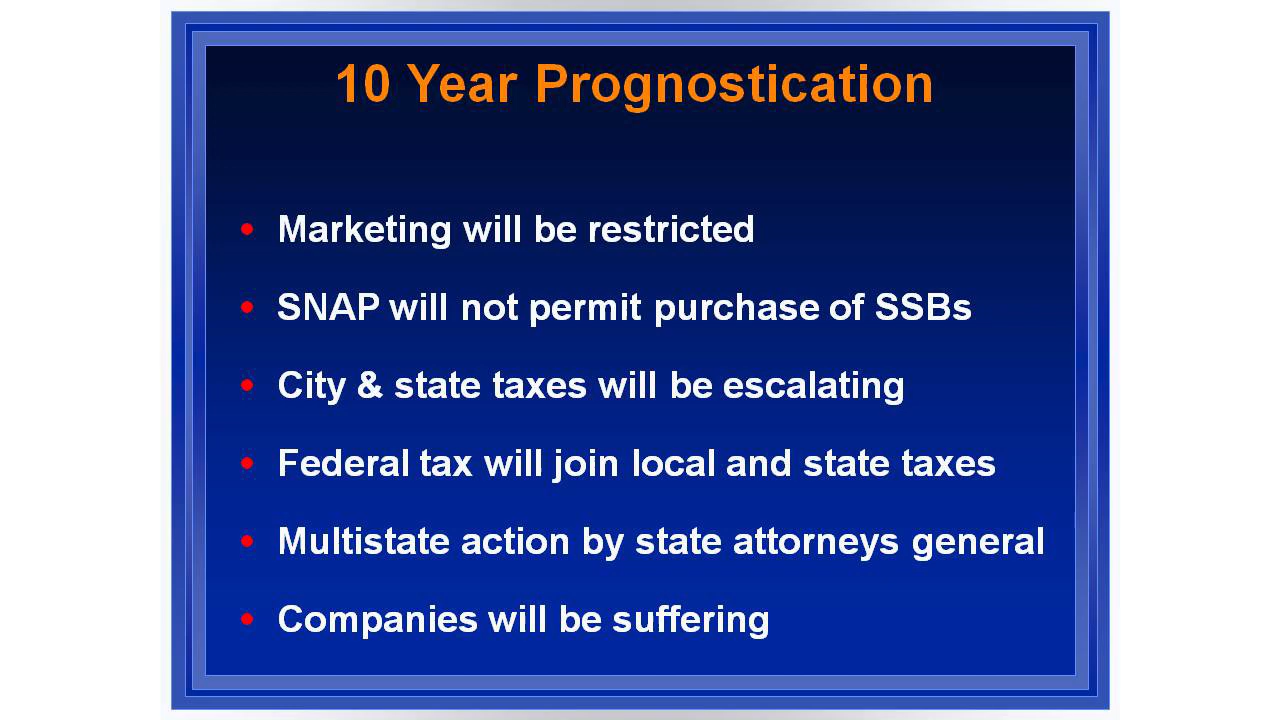 10 Year Prognostication
• Marketing will be restricted
• SNAP will not permit purchase of SSBs
• City & state taxes will be escalating
• Federal tax will join local and state taxes
• Multistate action by state attorneys general
• Companies will be suffering